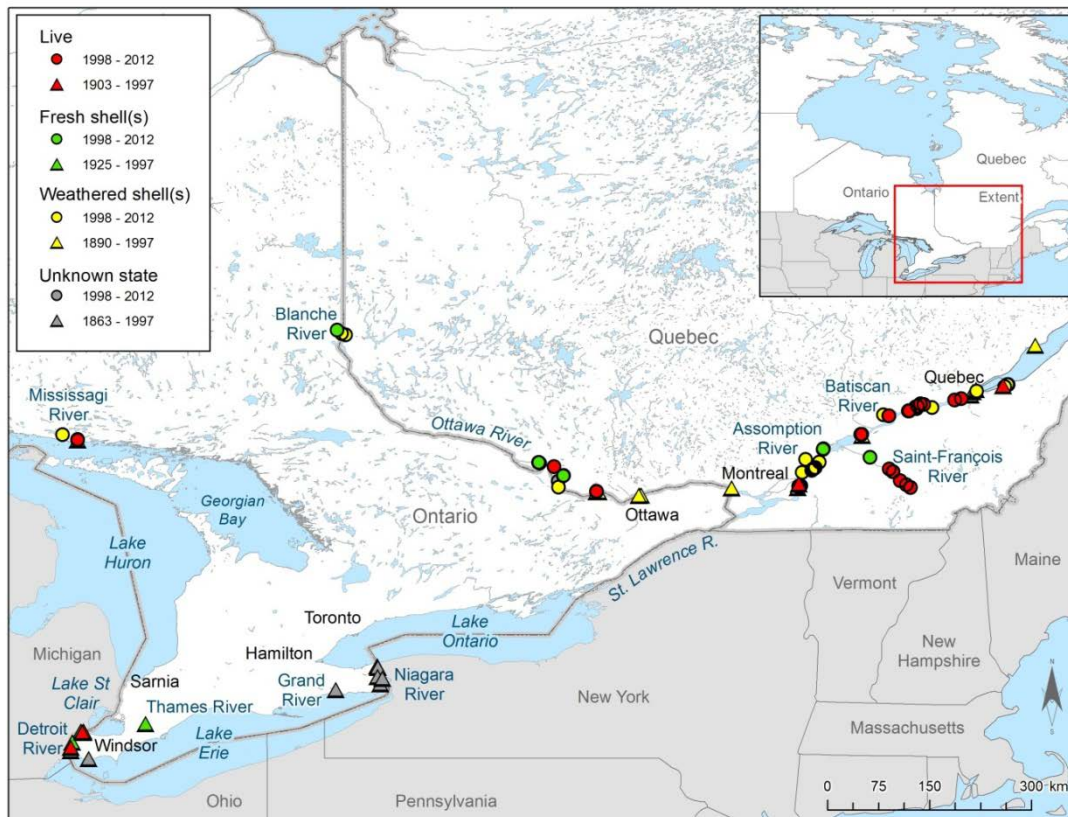 Live
1998 - 2012
1903 - 1997
Fresh shell(s)
1998 - 2012
1925 - 1997
Weathered shell(s)
1998 - 2012
1890 - 1997
Unknown state
1998 - 2012
1863 - 1997
Quebec
Ontario
Extent
Blanche
River
Quebec
Mississagi
River
Batiscan
River
Quebec
Ottawa River
Assomption
River
Saint-François
River
Montreal
Georgian
Bay
Ontario
Ottawa
Lake
Huron
St. Lawrence R.
Maine
Vermont
New
Hampshire
Toronto
Lake
Ontario
Hamilton
Michigan
Grand
River
Niagara
River
Lake St
Clair
Sarnia
New York
Thames River
Massachusetts
Detroit
River
Windsor
Lake
Erie
Ohio
Pennsylvania
N
S
0 75 150 300 km